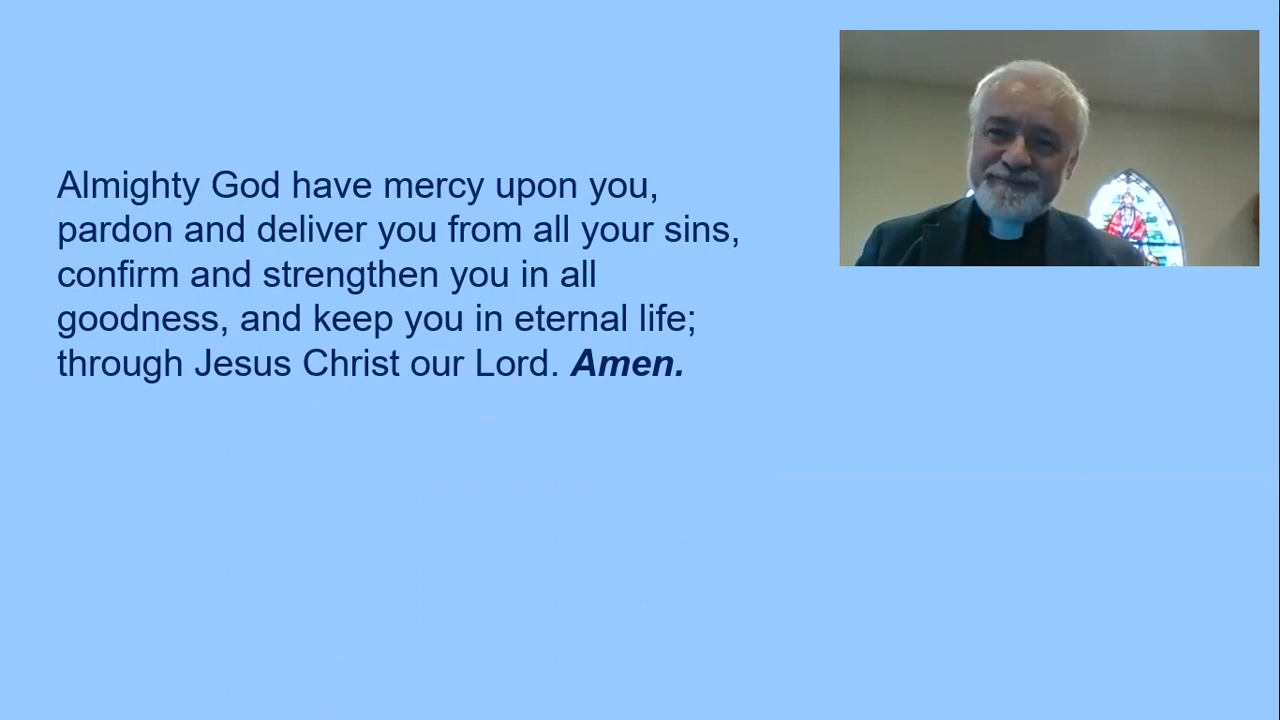 Almighty God have mercy upon you,
pardon and deliver you from all your sins,
confirm and strengthen you in all
goodness, and keep you in eternal life;
through Jesus Christ our Lord. Amen.